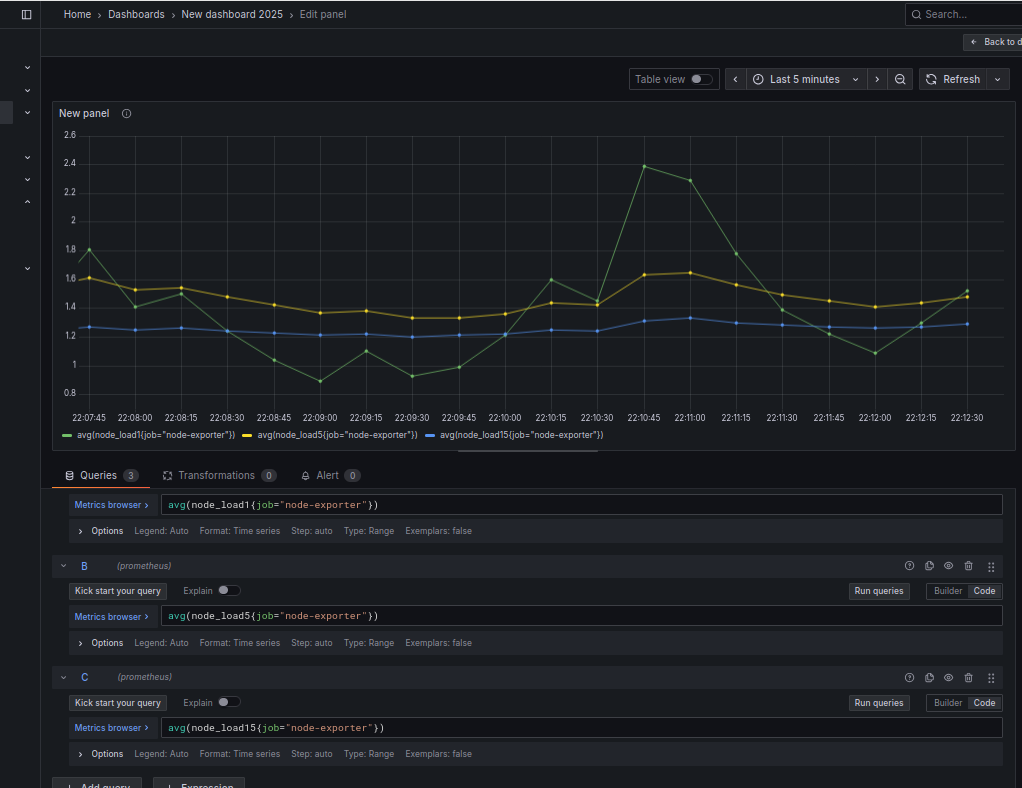 Home › Dashboards › New dashboard 2025 › Edit panel
Search...
← Back to d
Table view
Last 5 minutes
Refresh
New panel
2.6
2.4
2.2
2
1.8
1.6
1.4
1.2
1
0.8
22:07:45 22:08:00 22:08:15 22:08:30 22:08:45 22:09:00 22:09:15 22:09:30 22:09:45 22:10:00 22:10:15 22:10:30 22:10:45 22:11:00 22:11:15 22:11:30 22:11:45 22:12:00 22:12:15 22:12:30
avg(node_load1{job="node-exporter"}) avg(node_load5{job="node-exporter"}) avg(node_load15{job="node-exporter"})
Queries 3 Transformations 0 Alert 0
Metrics browser › avg(node_load1{job="node-exporter"})
› Options Legend: Auto Format: Time series Step: auto Type: Range Exemplars: false
B (prometheus)
Kick start your query Explain Run queries Builder Code
Metrics browser › avg(node_load5{job="node-exporter"})
› Options Legend: Auto Format: Time series Step: auto Type: Range Exemplars: false
C (prometheus)
Kick start your query Explain Run queries Builder Code
Metrics browser › avg(node_load15{job="node-exporter"})
› Options Legend: Auto Format: Time series Step: auto Type: Range Exemplars: false
+ Add query + Expression